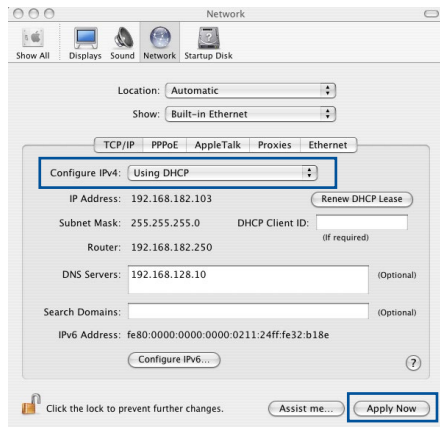 Network
Show All Displays Sound Network Startup Disk
Location: Automatic
Show: Built-in Ethernet
TCP/IP PPPoE AppleTalk Proxies Ethernet
Configure IPv4: Using DHCP
IP Address: 192.168.182.103 Renew DHCP Lease
Subnet Mask: 255.255.255.0 DHCP Client ID:
(If required)
Router: 192.168.182.250
DNS Servers: 192.168.128.10 (Optional)
Search Domains: (Optional)
IPv6 Address: fe80:0000:0000:0000:0211:24ff:fe32:b18e
Configure IPv6... ?
Click the lock to prevent further changes. Assist me... Apply Now